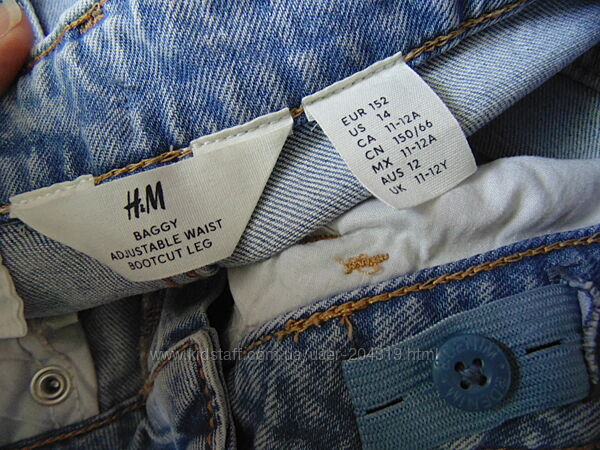 H&M
BAGGY
ADJUSTABLE WAIST
BOOTCUT LEG
EUR 152
US 14
CA 11-12A
CN 150/66
MX 11-12A
AUS 12
UK 11-12Y
www.kidstaff.com.ua/user-204319.html